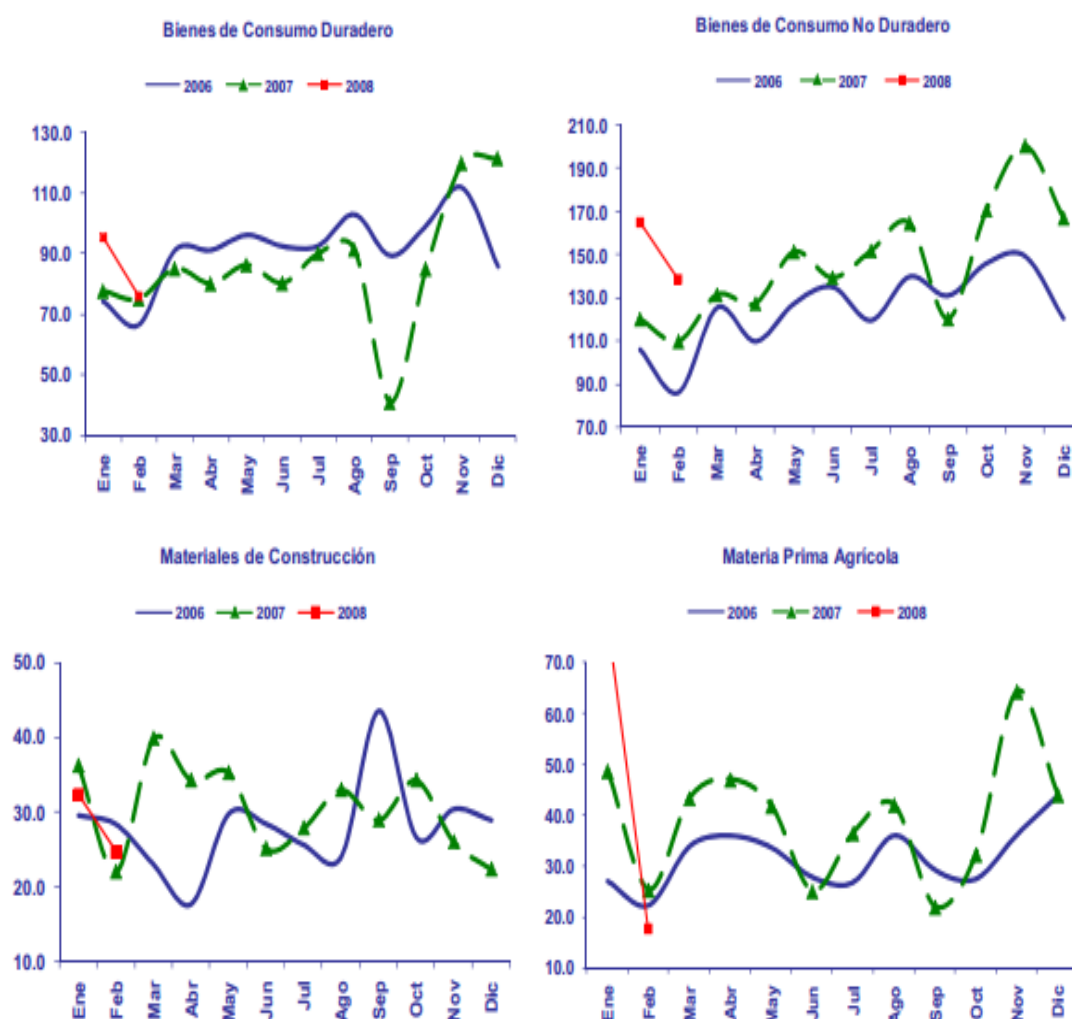 Bienes de Consumo Duradero
2006 2007 2008
130.0
110.0
90.0
70.0
50.0
30.0
Ene Feb Mar Abr May Jun Jul Ago Sep Oct Nov Dic
Bienes de Consumo No Duradero
2006 2007 2008
210.0
190.0
170.0
150.0
130.0
110.0
90.0
70.0
Ene Feb Mar Abr May Jun Jul Ago Sep Oct Nov Dic
Materiales de Construcción
2006 2007 2008
50.0
40.0
30.0
20.0
10.0
Ene Feb Mar Abr May Jun Jul Ago Sep Oct Nov Dic
Materia Prima Agrícola
2006 2007 2008
70.0
60.0
50.0
40.0
30.0
20.0
10.0
Ene Feb Mar Abr May Jun Jul Ago Sep Oct Nov Dic